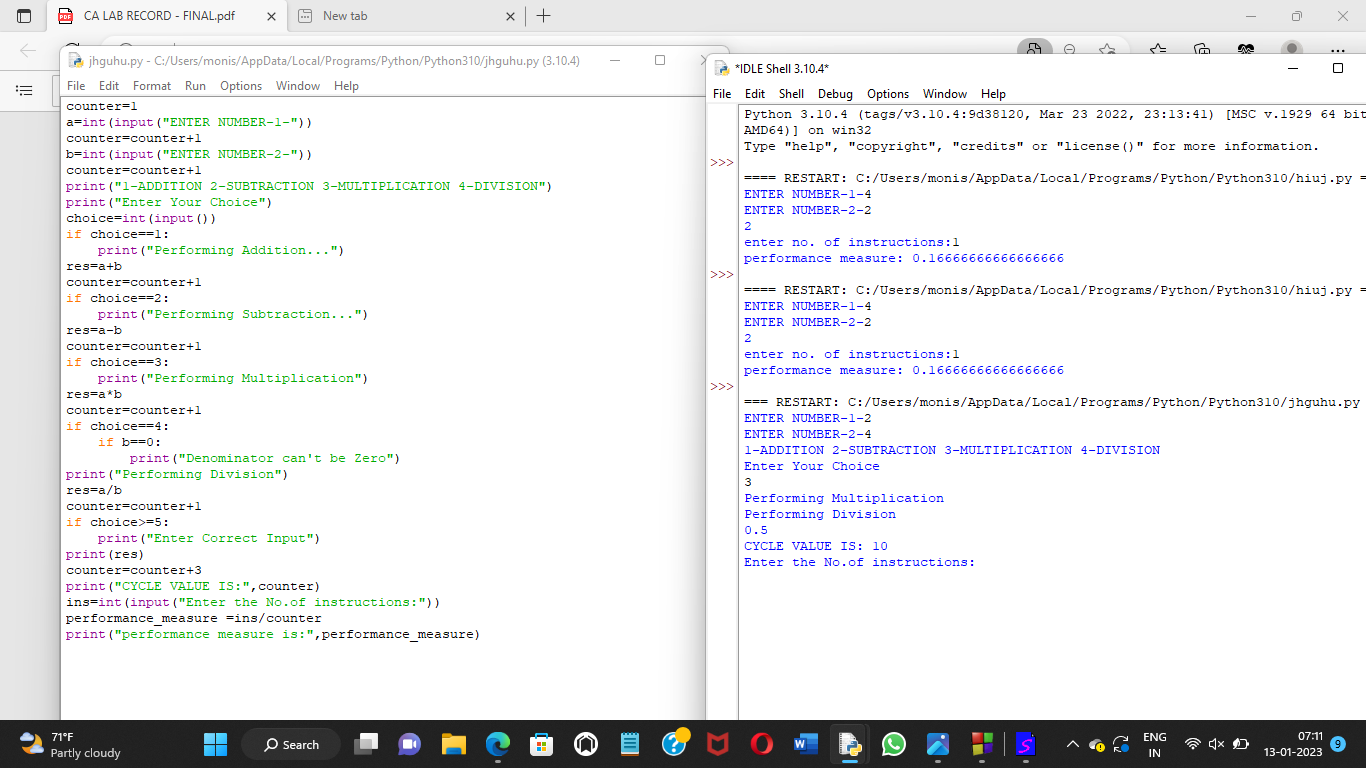 CA LAB RECORD - FINAL.pdf
New tab
jhguhu.py - C:/Users/monis/AppData/Local/Programs/Python/Python310/jhguhu.py (3.10.4)
File Edit Format Run Options Window Help
counter=1
a=int(input("ENTER NUMBER-1-"))
counter=counter+1
b=int(input("ENTER NUMBER-2-"))
counter=counter+1
print("1-ADDITION 2-SUBTRACTION 3-MULTIPLICATION 4-DIVISION")
print("Enter Your Choice")
choice=int(input())
if choice==1:
    print("Performing Addition...")
res=a+b
counter=counter+1
if choice==2:
    print("Performing Subtraction...")
res=a-b
counter=counter+1
if choice==3:
    print("Performing Multiplication")
res=a*b
counter=counter+1
if choice==4:
    if b==0:
        print("Denominator can't be Zero")
print("Performing Division")
res=a/b
counter=counter+1
if choice>=5:
    print("Enter Correct Input")
print(res)
counter=counter+3
print("CYCLE VALUE IS:",counter)
ins=int(input("Enter the No.of instructions:"))
performance_measure =ins/counter
print("performance measure is:",performance_measure)
*IDLE Shell 3.10.4*
File Edit Shell Debug Options Window Help
Python 3.10.4 (tags/v3.10.4:9d38120, Mar 23 2022, 23:13:41) [MSC v.1929 64 bit
AMD64)] on win32
Type "help", "copyright", "credits" or "license()" for more information.
>>>
==== RESTART: C:/Users/monis/AppData/Local/Programs/Python/Python310/hiuj.py =
ENTER NUMBER-1-4
ENTER NUMBER-2-2
2
enter no. of instructions:1
performance measure: 0.16666666666666666
>>>
==== RESTART: C:/Users/monis/AppData/Local/Programs/Python/Python310/hiuj.py =
ENTER NUMBER-1-4
ENTER NUMBER-2-2
2
enter no. of instructions:1
performance measure: 0.16666666666666666
>>>
=== RESTART: C:/Users/monis/AppData/Local/Programs/Python/Python310/jhguhu.py
ENTER NUMBER-1-2
ENTER NUMBER-2-4
1-ADDITION 2-SUBTRACTION 3-MULTIPLICATION 4-DIVISION
Enter Your Choice
3
Performing Multiplication
Performing Division
0.5
CYCLE VALUE IS: 10
Enter the No.of instructions:
71°F
Partly cloudy
Search
ENG
IN
07:11
13-01-2023
9